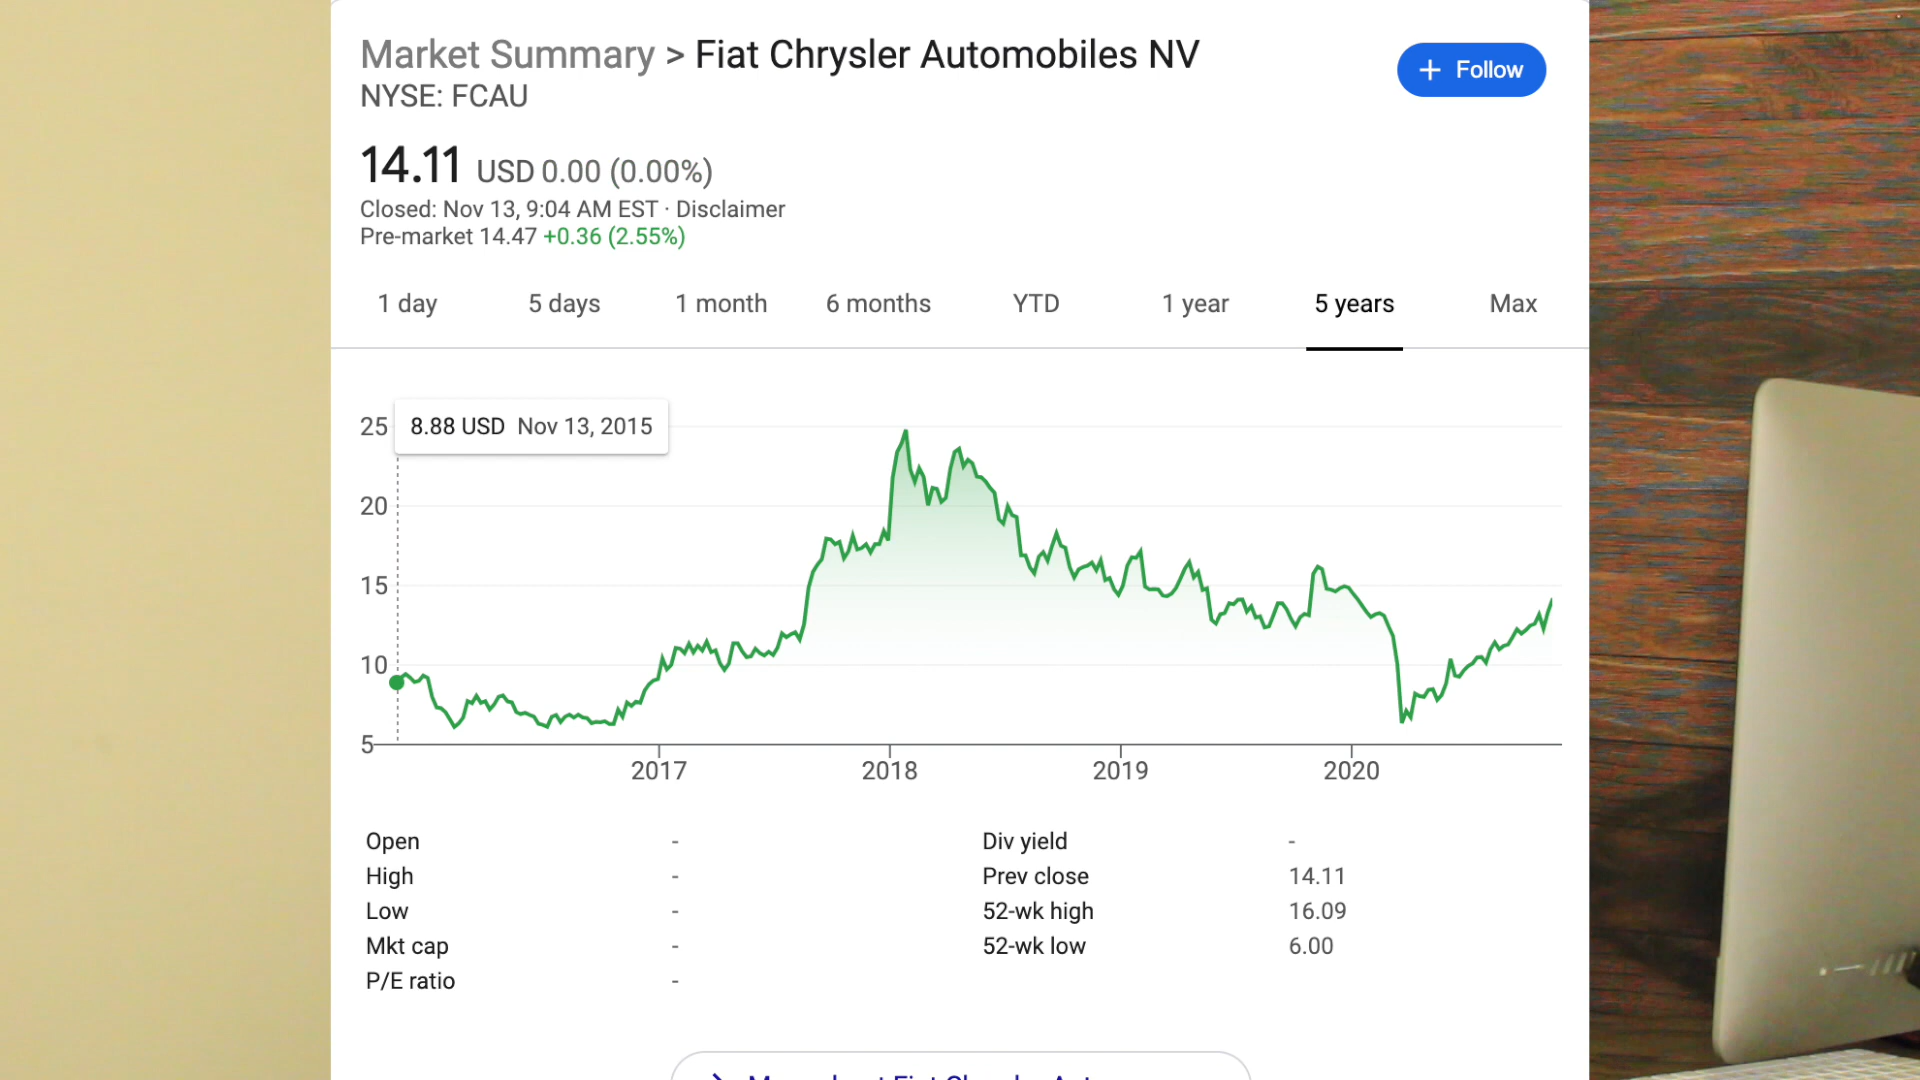 Market Summary > Fiat Chrysler Automobiles NV
NYSE: FCAU
+ Follow
14.11 USD 0.00 (0.00%)
Closed: Nov 13, 9:04 AM EST · Disclaimer
Pre-market 14.47 +0.36 (2.55%)
1 day 5 days 1 month 6 months YTD 1 year 5 years Max
8.88 USD Nov 13, 2015
25
20
15
10
5
2017 2018 2019 2020
Open - Div yield -
High - Prev close 14.11
Low - 52-wk high 16.09
Mkt cap - 52-wk low 6.00
P/E ratio -